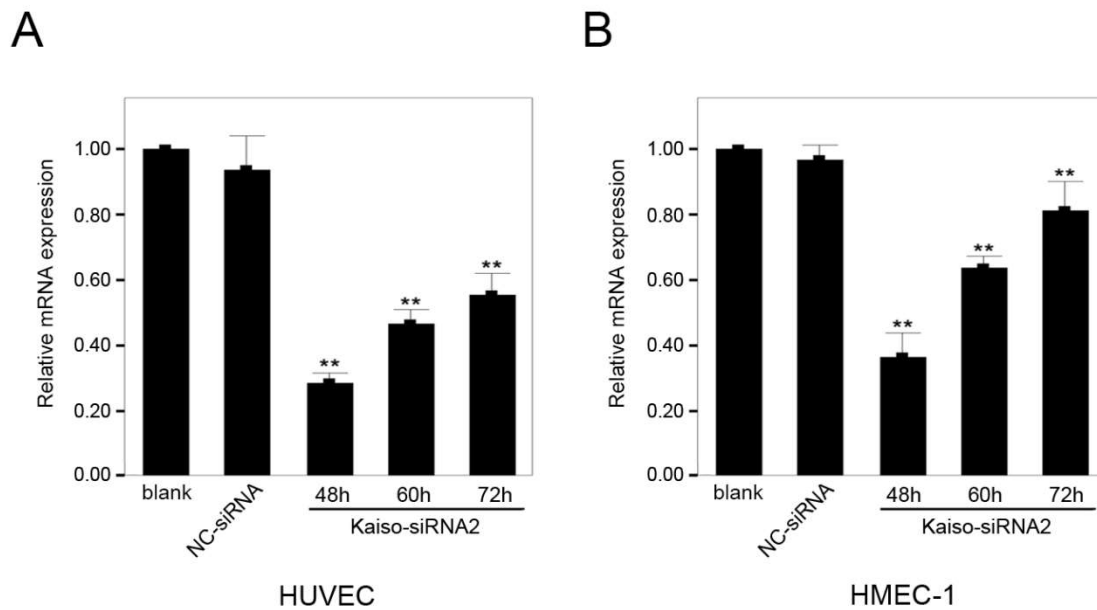 A
Relative mRNA expression
1.00
0.80
0.60
0.40
0.20
0.00
**
**
**
blank
NC-siRNA
48h
60h
72h
Kaiso-siRNA2
HUVEC
B
Relative mRNA expression
1.00
0.80
0.60
0.40
0.20
0.00
**
**
**
blank
NC-siRNA
48h
60h
72h
Kaiso-siRNA2
HMEC-1